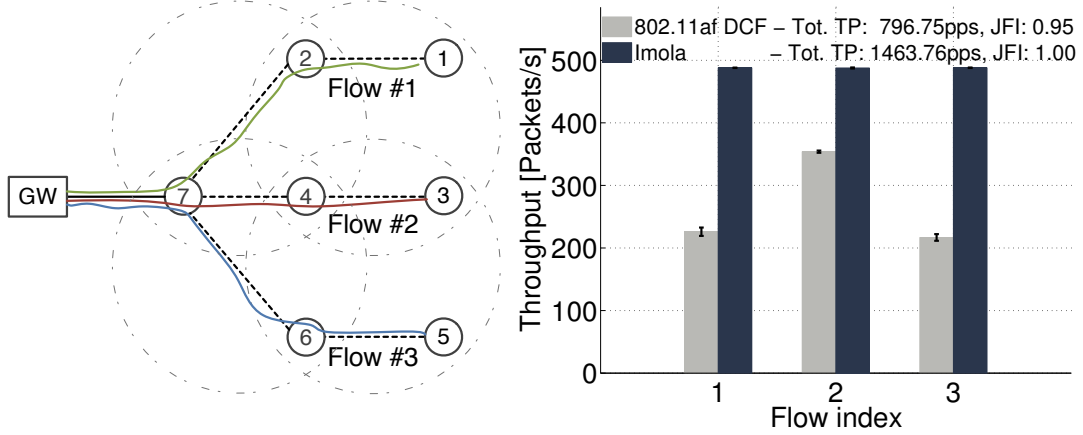 2
1
Flow #1
GW
7
4
3
Flow #2
6
5
Flow #3
802.11af DCF – Tot. TP: 796.75pps, JFI: 0.95
Imola – Tot. TP: 1463.76pps, JFI: 1.00
Throughput [Packets/s]
500
400
300
200
100
0
1 2 3
Flow index